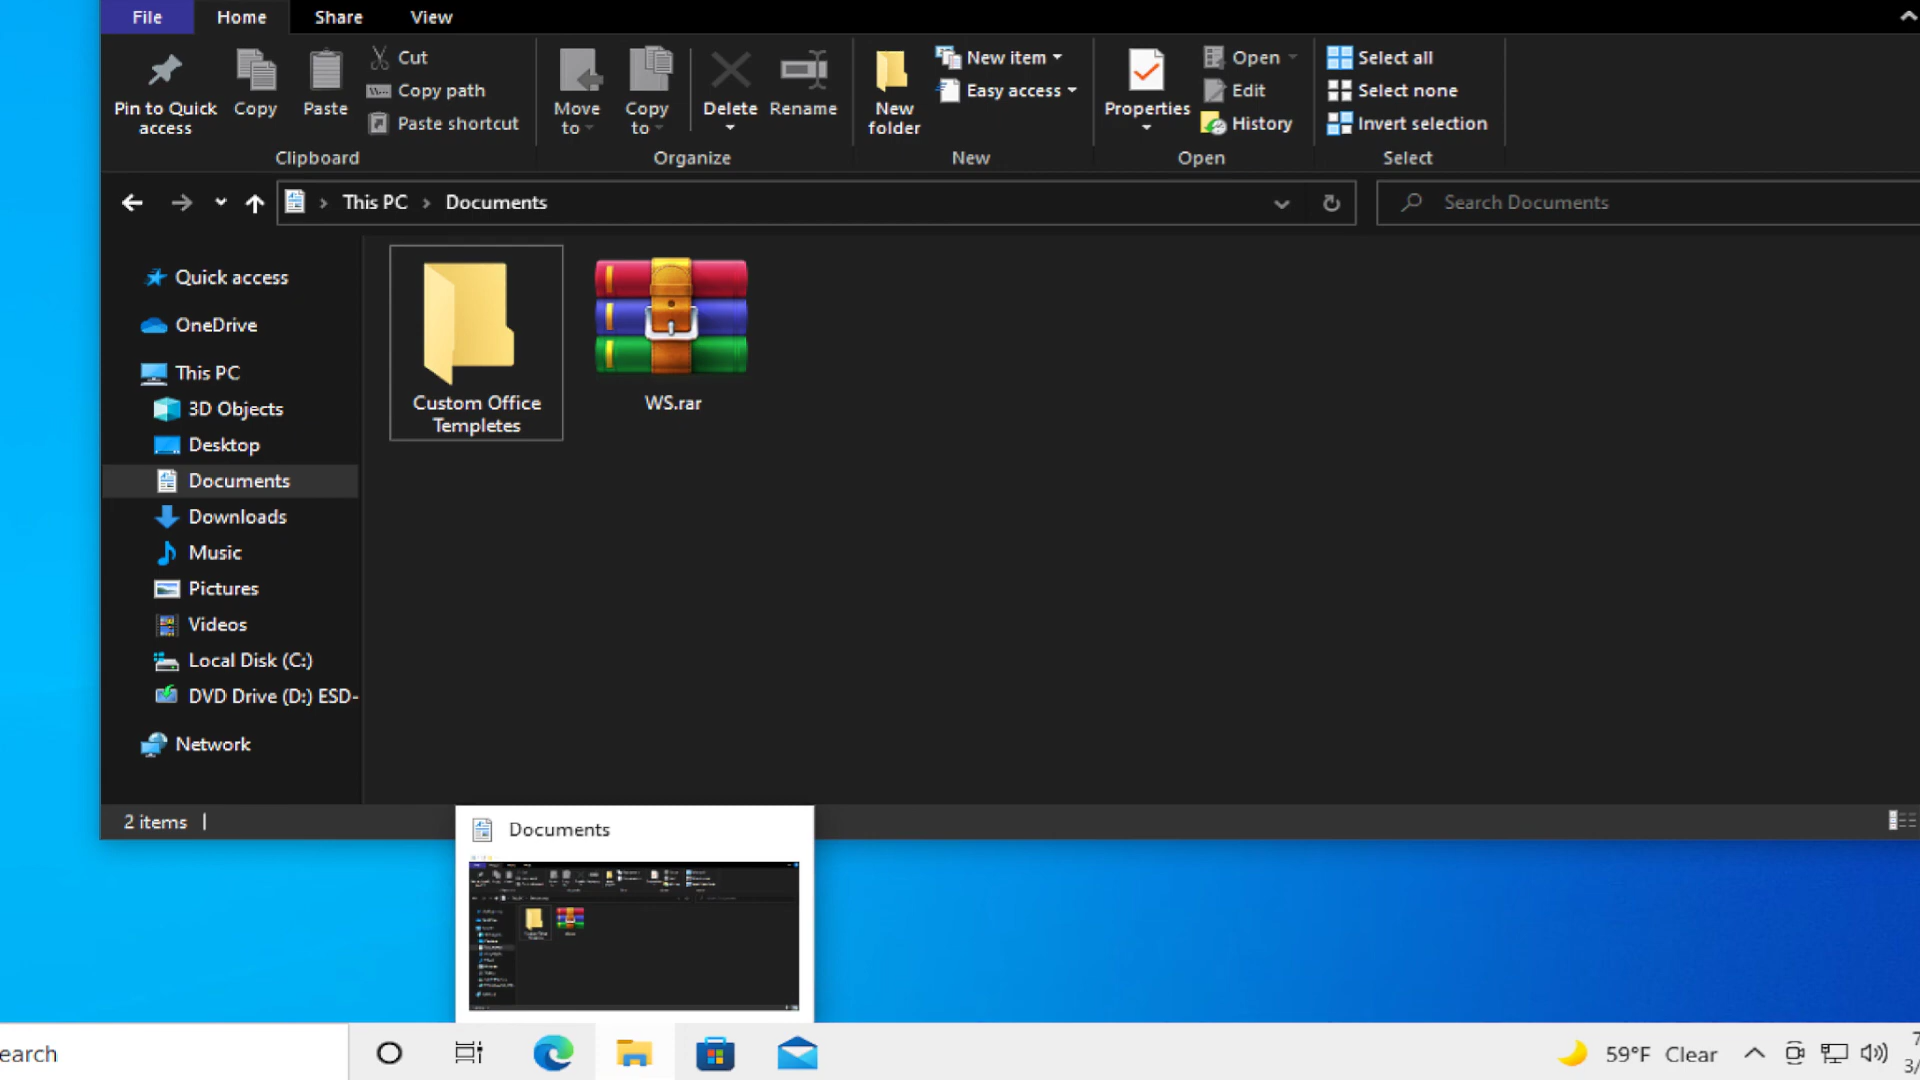 File Home Share View
Pin to Quick access
Copy
Paste
Cut
Copy path
Paste shortcut
Clipboard
Move to
Copy to
Delete
Rename
Organize
New folder
New item
Easy access
New
Properties
Open
Edit
History
Open
Select all
Select none
Invert selection
Select
This PC > Documents
Search Documents
Quick access
OneDrive
This PC
3D Objects
Desktop
Documents
Downloads
Music
Pictures
Videos
Local Disk (C:)
DVD Drive (D:) ESD-
Network
Custom Office
Templetes
WS.rar
2 items
Documents
earch
59°F Clear
7
3/